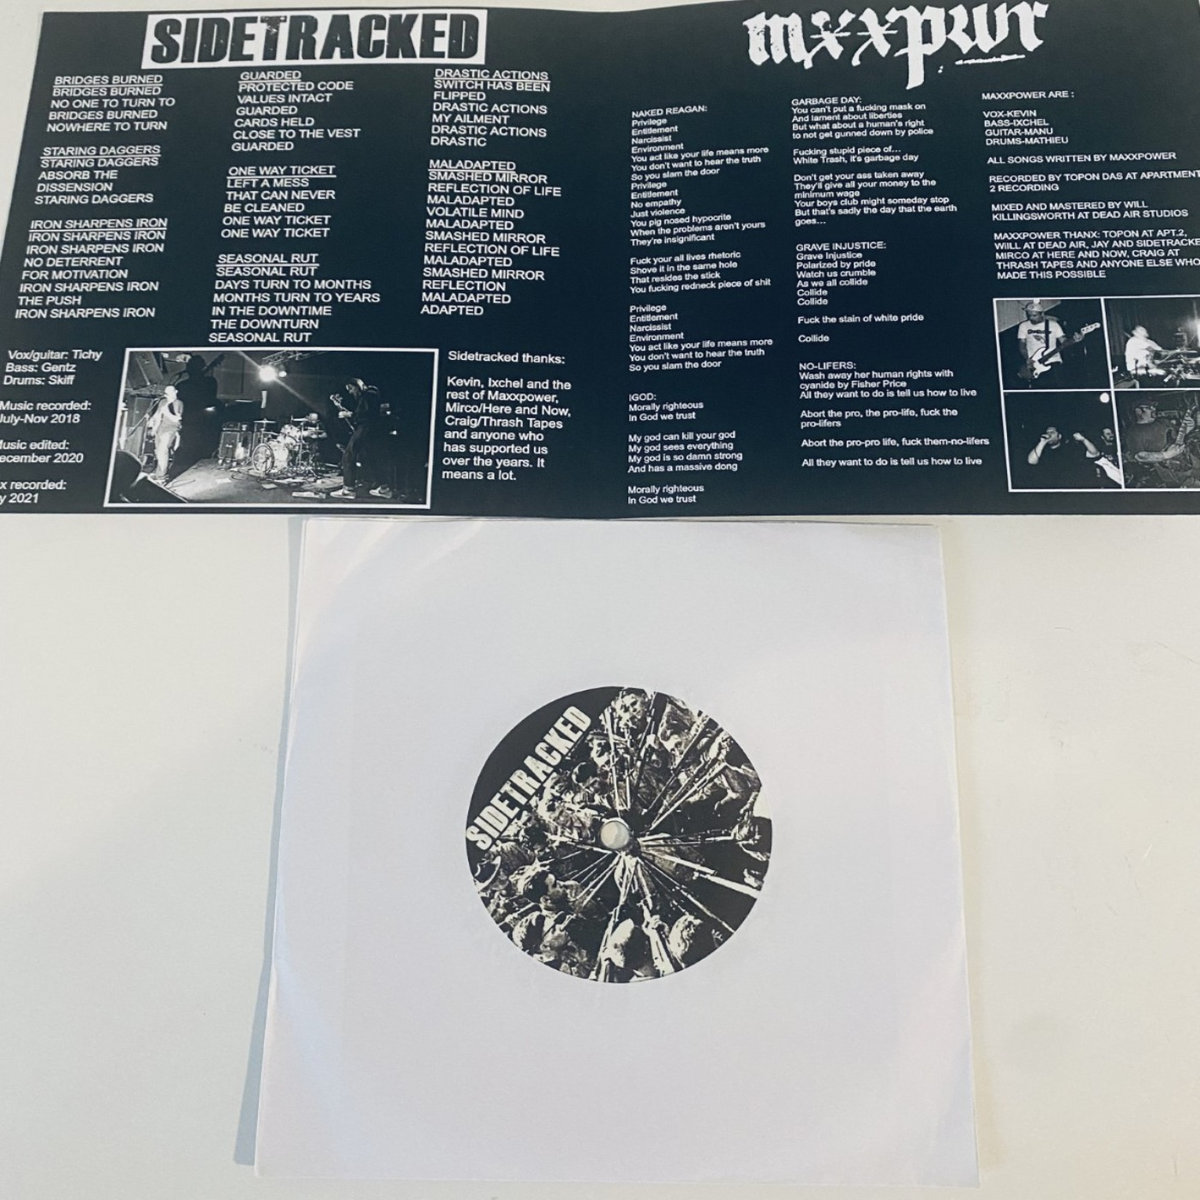 SIDETRACKED
BRIDGES BURNED
BRIDGES BURNED
NO ONE TO TURN TO
BRIDGES BURNED
NOWHERE TO TURN
STARING DAGGERS
STARING DAGGERS
ABSORB THE
DISSENSION
STARING DAGGERS
IRON SHARPENS IRON
IRON SHARPENS IRON
IRON SHARPENS IRON
NO DETERRENT
FOR MOTIVATION
IRON SHARPENS IRON
THE PUSH
IRON SHARPENS IRON
GUARDED
PROTECTED CODE
VALUES INTACT
GUARDED
CARDS HELD
CLOSE TO THE VEST
GUARDED
ONE WAY TICKET
LEFT A MESS
THAT CAN NEVER
BE CLEANED
ONE WAY TICKET
ONE WAY TICKET
SEASONAL RUT
SEASONAL RUT
DAYS TURN TO MONTHS
MONTHS TURN TO YEARS
IN THE DOWNTIME
THE DOWNTURN
SEASONAL RUT
DRASTIC ACTIONS
SWITCH HAS BEEN
FLIPPED
DRASTIC ACTIONS
MY AILMENT
DRASTIC ACTIONS
DRASTIC
MALADAPTED
SMASHED MIRROR
REFLECTION OF LIFE
MALADAPTED
VOLATILE MIND
MALADAPTED
SMASHED MIRROR
REFLECTION OF LIFE
MALADAPTED
SMASHED MIRROR
REFLECTION
MALADAPTED
ADAPTED
Vox/guitar: Tichy
Bass: Gentz
Drums: Skiff
Music recorded:
July-Nov 2018
usic edited:
ecember 2020
x recorded:
y 2021
Sidetracked thanks:
Kevin, Ixchel and the
rest of Maxxpower,
Mirco/Here and Now,
Craig/Thrash Tapes
and anyone who
has supported us
over the years. It
means a lot.
mxxpwr
NAKED REAGAN:
Privilege
Entitlement
Narcissist
Environment
You act like your life means more
You don't want to hear the truth
So you slam the door
Privilege
Entitlement
No empathy
Just violence
You pig nosed hypocrite
When the problems aren't yours
They're insignificant
Fuck your all lives rhetoric
Shove it in the same hole
That resides the stick
You fucking redneck piece of shit
Privilege
Entitlement
Narcissist
Environment
You act like your life means more
You don't want to hear the truth
So you slam the door
IGOD:
Morally righteous
In God we trust
My god can kill your god
My god sees everything
My god is so damn strong
And has a massive dong
Morally righteous
In God we trust
GARBAGE DAY:
You can't put a fucking mask on
And lament about liberties
But what about a human's right
to not get gunned down by police
Fucking stupid piece of...
White Trash, it's garbage day
Don't get your ass taken away
They'll give all your money to the
minimum wage
Your boys club might someday stop
But that's sadly the day that the earth
goes...
GRAVE INJUSTICE:
Grave Injustice
Polarized by pride
Watch us crumble
As we all collide
Collide
Collide
Fuck the stain of white pride
Collide
NO-LIFERS:
Wash away her human rights with
cyanide by Fisher Price
All they want to do is tell us how to live
Abort the pro, the pro-life, fuck the
pro-lifers
Abort the pro-pro life, fuck them-no-lifers
All they want to do is tell us how to live
MAXXPOWER ARE :
VOX-KEVIN
BASS-IXCHEL
GUITAR-MANU
DRUMS-MATHIEU
ALL SONGS WRITTEN BY MAXXPOWER
RECORDED BY TOPON DAS AT APARTMENT
2 RECORDING
MIXED AND MASTERED BY WILL
KILLINGSWORTH AT DEAD AIR STUDIOS
MAXXPOWER THANX: TOPON AT APT.2,
WILL AT DEAD AIR, JAY AND SIDETRACKE
MIRCO AT HERE AND NOW, CRAIG AT
THRASH TAPES AND ANYONE ELSE WHO
MADE THIS POSSIBLE
SIDETRACKED